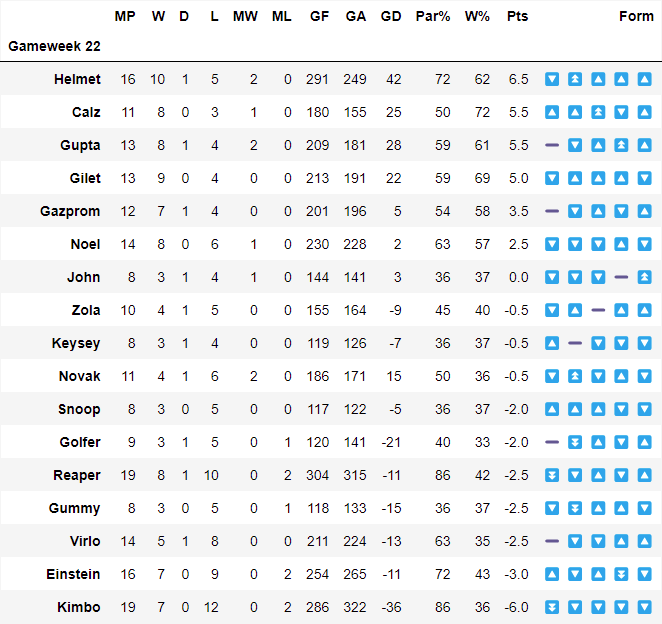 MP W D L MW ML GF GA GD Par% W% Pts Form
Gameweek 22
Helmet 16 10 1 5 2 0 291 249 42 72 62 6.5
Calz 11 8 0 3 1 0 180 155 25 50 72 5.5
Gupta 13 8 1 4 2 0 209 181 28 59 61 5.5
Gilet 13 9 0 4 0 0 213 191 22 59 69 5.0
Gazprom 12 7 1 4 0 0 201 196 5 54 58 3.5
Noel 14 8 0 6 1 0 230 228 2 63 57 2.5
John 8 3 1 4 1 0 144 141 3 36 37 0.0
Zola 10 4 1 5 0 0 155 164 -9 45 40 -0.5
Keysey 8 3 1 4 0 0 119 126 -7 36 37 -0.5
Novak 11 4 1 6 2 0 186 171 15 50 36 -0.5
Snoop 8 3 0 5 0 0 117 122 -5 36 37 -2.0
Golfer 9 3 1 5 0 1 120 141 -21 40 33 -2.0
Reaper 19 8 1 10 0 2 304 315 -11 86 42 -2.5
Gummy 8 3 0 5 0 1 118 133 -15 36 37 -2.5
Virlo 14 5 1 8 0 0 211 224 -13 63 35 -2.5
Einstein 16 7 0 9 0 2 254 265 -11 72 43 -3.0
Kimbo 19 7 0 12 0 2 286 322 -36 86 36 -6.0